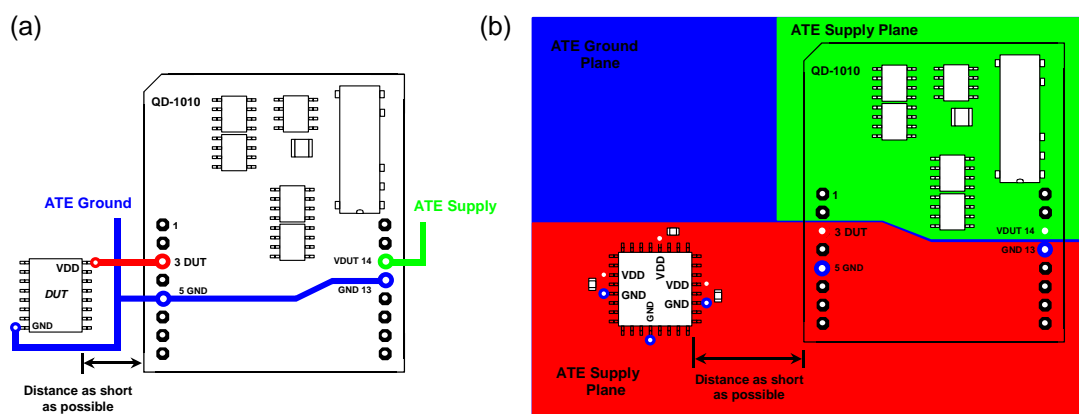 (a)
QD-1010
ATE Ground
ATE Supply
1
VDD
3 DUT
VDUT 14
DUT
5 GND
GND 13
GND
Distance as short
as possible
(b)
ATE Supply Plane
ATE Ground
Plane
QD-1010
1
3 DUT
VDUT 14
GND 13
5 GND
VDD
VDD
VDD
GND
GND
GND
Distance as short
as possible
ATE Supply
Plane